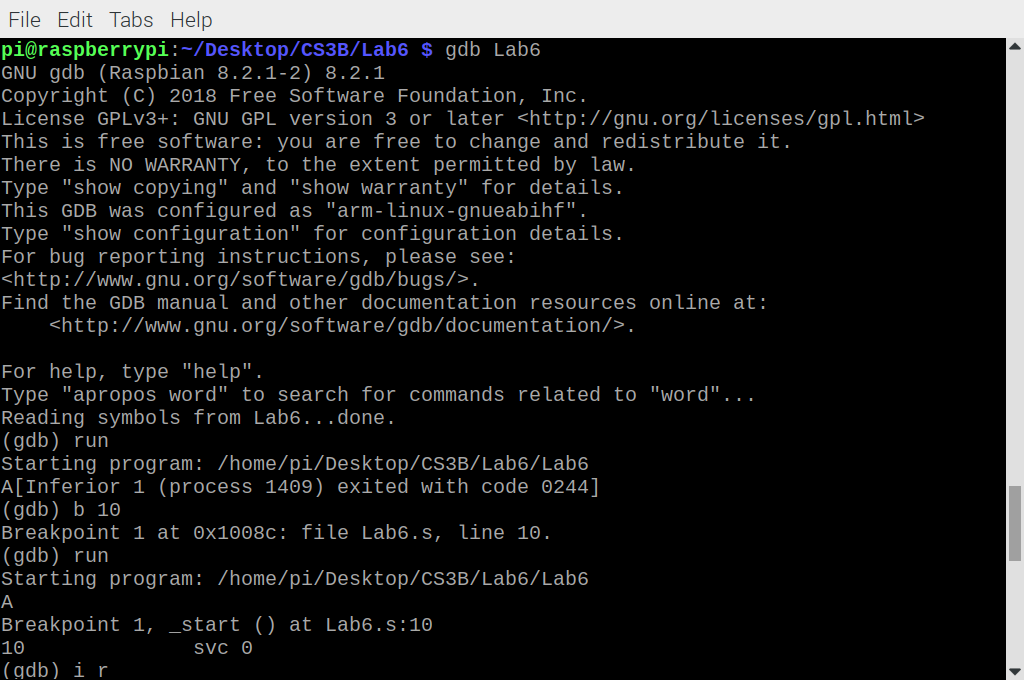 File Edit Tabs Help
pi@raspberrypi:~/Desktop/CS3B/Lab6 $ gdb Lab6
GNU gdb (Raspbian 8.2.1-2) 8.2.1
Copyright (C) 2018 Free Software Foundation, Inc.
License GPLv3+: GNU GPL version 3 or later <http://gnu.org/licenses/gpl.html>
This is free software: you are free to change and redistribute it.
There is NO WARRANTY, to the extent permitted by law.
Type "show copying" and "show warranty" for details.
This GDB was configured as "arm-linux-gnueabihf".
Type "show configuration" for configuration details.
For bug reporting instructions, please see:
<http://www.gnu.org/software/gdb/bugs/>.
Find the GDB manual and other documentation resources online at:
    <http://www.gnu.org/software/gdb/documentation/>.

For help, type "help".
Type "apropos word" to search for commands related to "word"...
Reading symbols from Lab6...done.
(gdb) run
Starting program: /home/pi/Desktop/CS3B/Lab6/Lab6
A[Inferior 1 (process 1409) exited with code 0244]
(gdb) b 10
Breakpoint 1 at 0x1008c: file Lab6.s, line 10.
(gdb) run
Starting program: /home/pi/Desktop/CS3B/Lab6/Lab6
A
Breakpoint 1, _start () at Lab6.s:10
10              svc 0
(gdb) i r